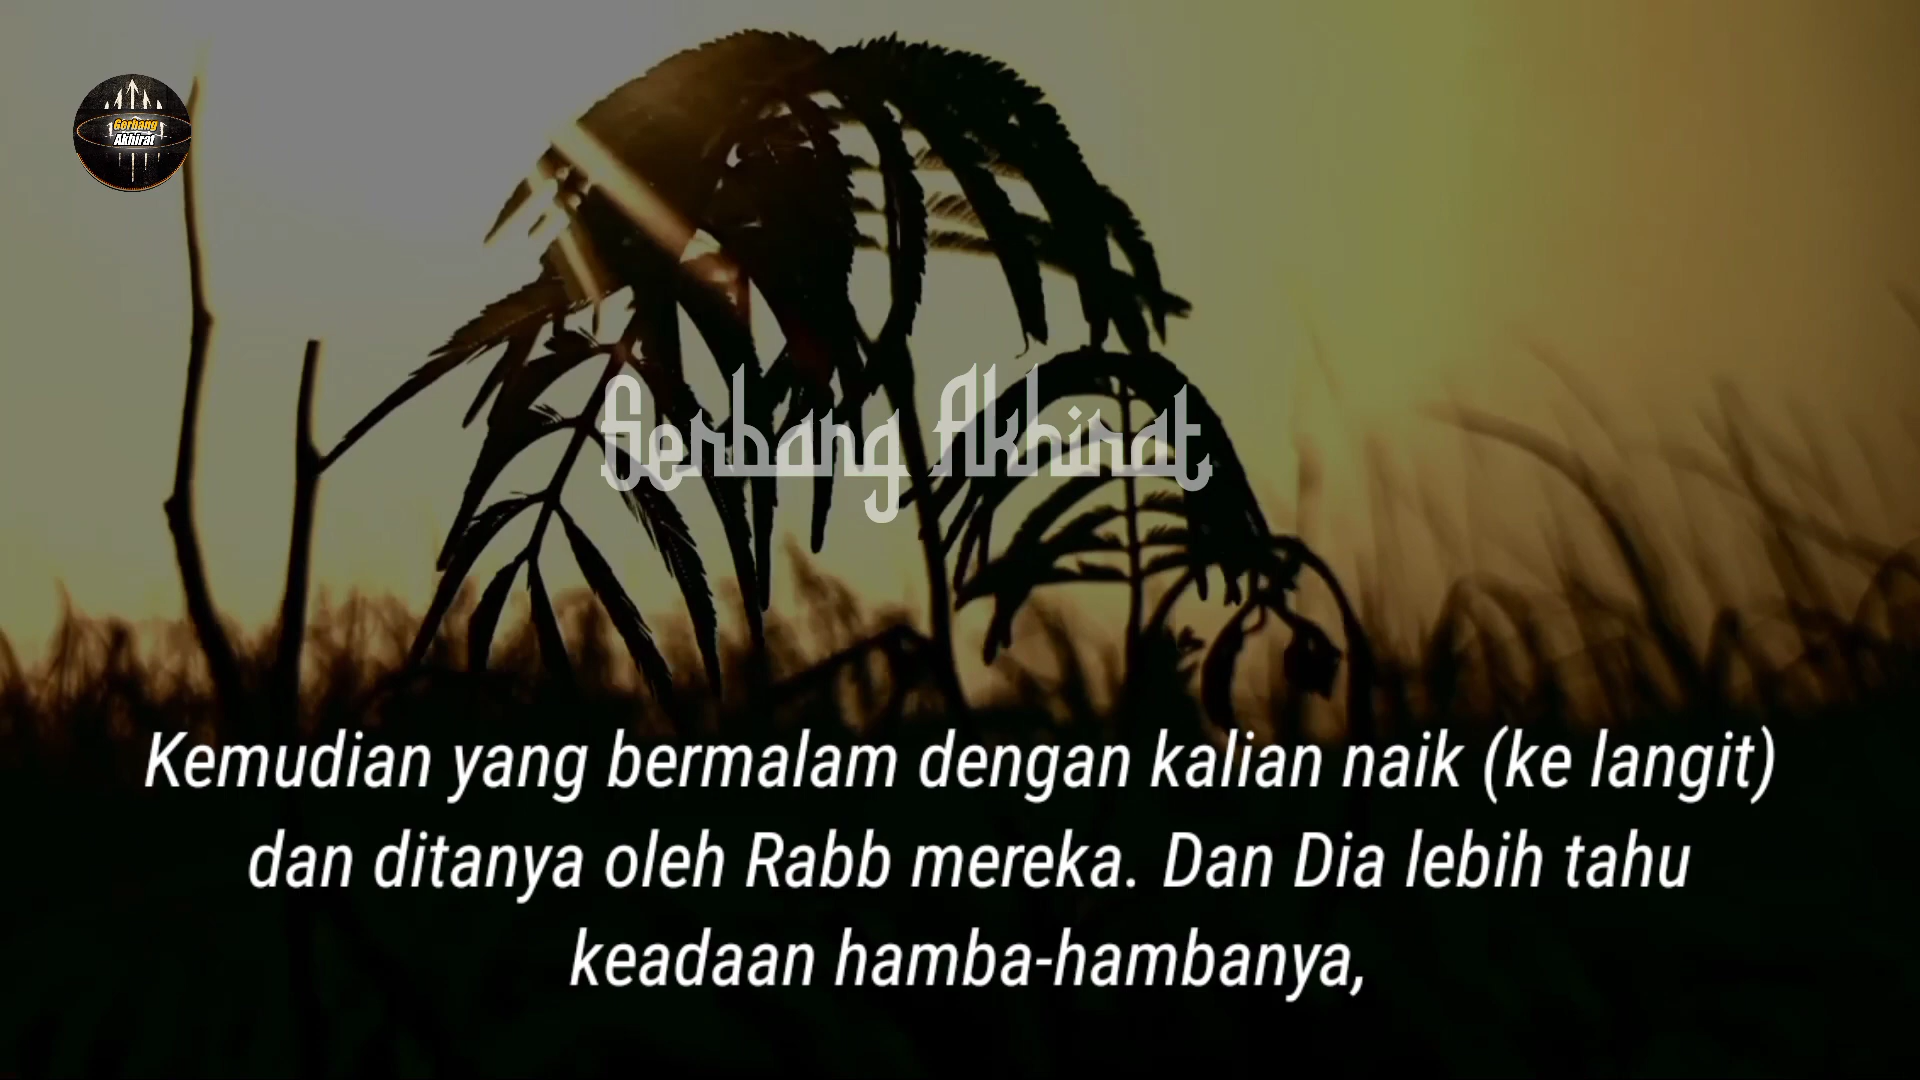 Gerbang
Akhirat
Gerbang Akhirat
Kemudian yang bermalam dengan kalian naik (ke langit)
dan ditanya oleh Rabb mereka. Dan Dia lebih tahu
keadaan hamba-hambanya,